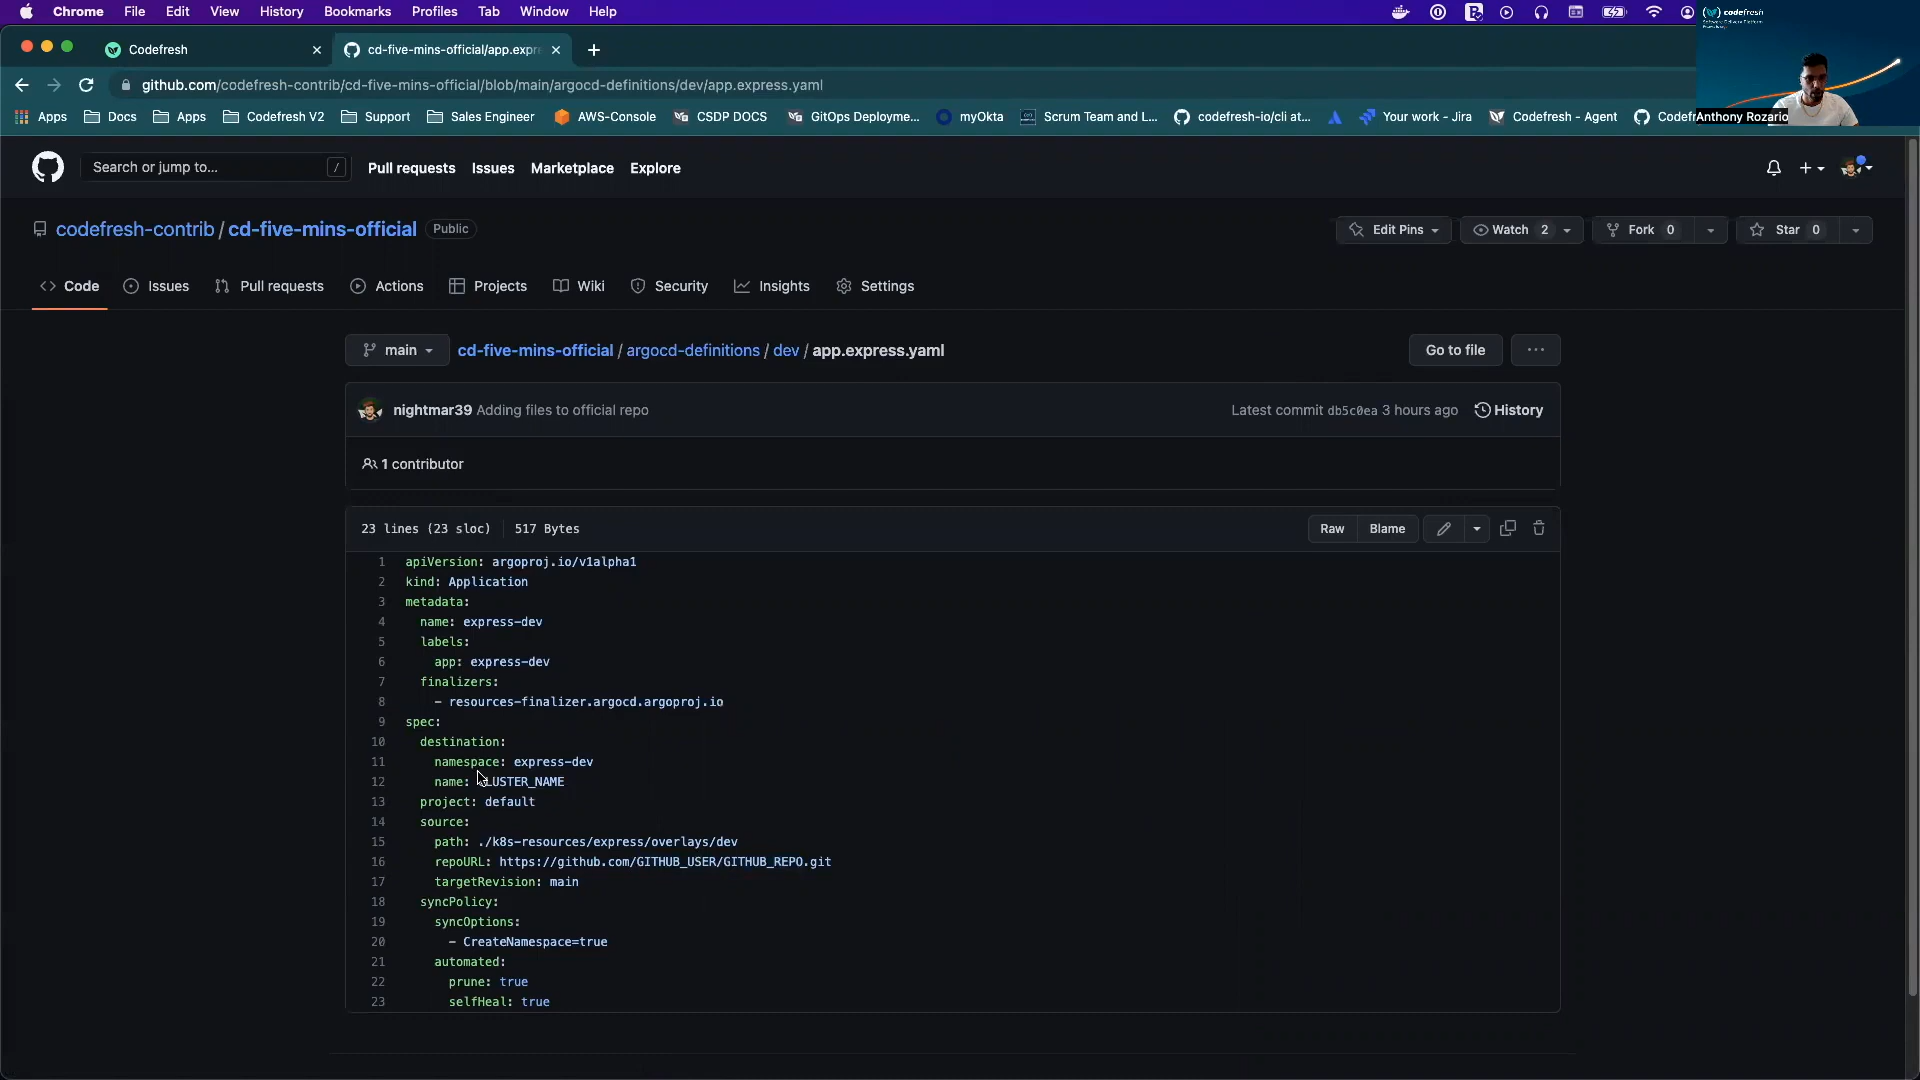 Chrome File Edit View History Bookmarks Profiles Tab Window Help
codefresh
Codefresh
cd-five-mins-official/app.expr
github.com/codefresh-contrib/cd-five-mins-official/blob/main/argocd-definitions/dev/app.express.yaml
Apps Docs Apps Codefresh V2 Support Sales Engineer AWS-Console CSDP DOCS GitOps Deployme... myOkta Scrum Team and L... codefresh-io/cli at... Your work - Jira Codefresh - Agent Codefr
Anthony Rozario
Search or jump to... / Pull requests Issues Marketplace Explore
codefresh-contrib / cd-five-mins-official Public
Edit Pins Watch 2 Fork 0 Star 0
Code Issues Pull requests Actions Projects Wiki Security Insights Settings
main cd-five-mins-official / argocd-definitions / dev / app.express.yaml Go to file ...
nightmar39 Adding files to official repo Latest commit db5c0ea 3 hours ago History
1 contributor
23 lines (23 sloc) 517 Bytes Raw Blame
1 apiVersion: argoproj.io/v1alpha1
2 kind: Application
3 metadata:
4 name: express-dev
5 labels:
6 app: express-dev
7 finalizers:
8 - resources-finalizer.argocd.argoproj.io
9 spec:
10 destination:
11 namespace: express-dev
12 name: CLUSTER_NAME
13 project: default
14 source:
15 path: ./k8s-resources/express/overlays/dev
16 repoURL: https://github.com/GITHUB_USER/GITHUB_REPO.git
17 targetRevision: main
18 syncPolicy:
19 syncOptions:
20 - CreateNamespace=true
21 automated:
22 prune: true
23 selfHeal: true